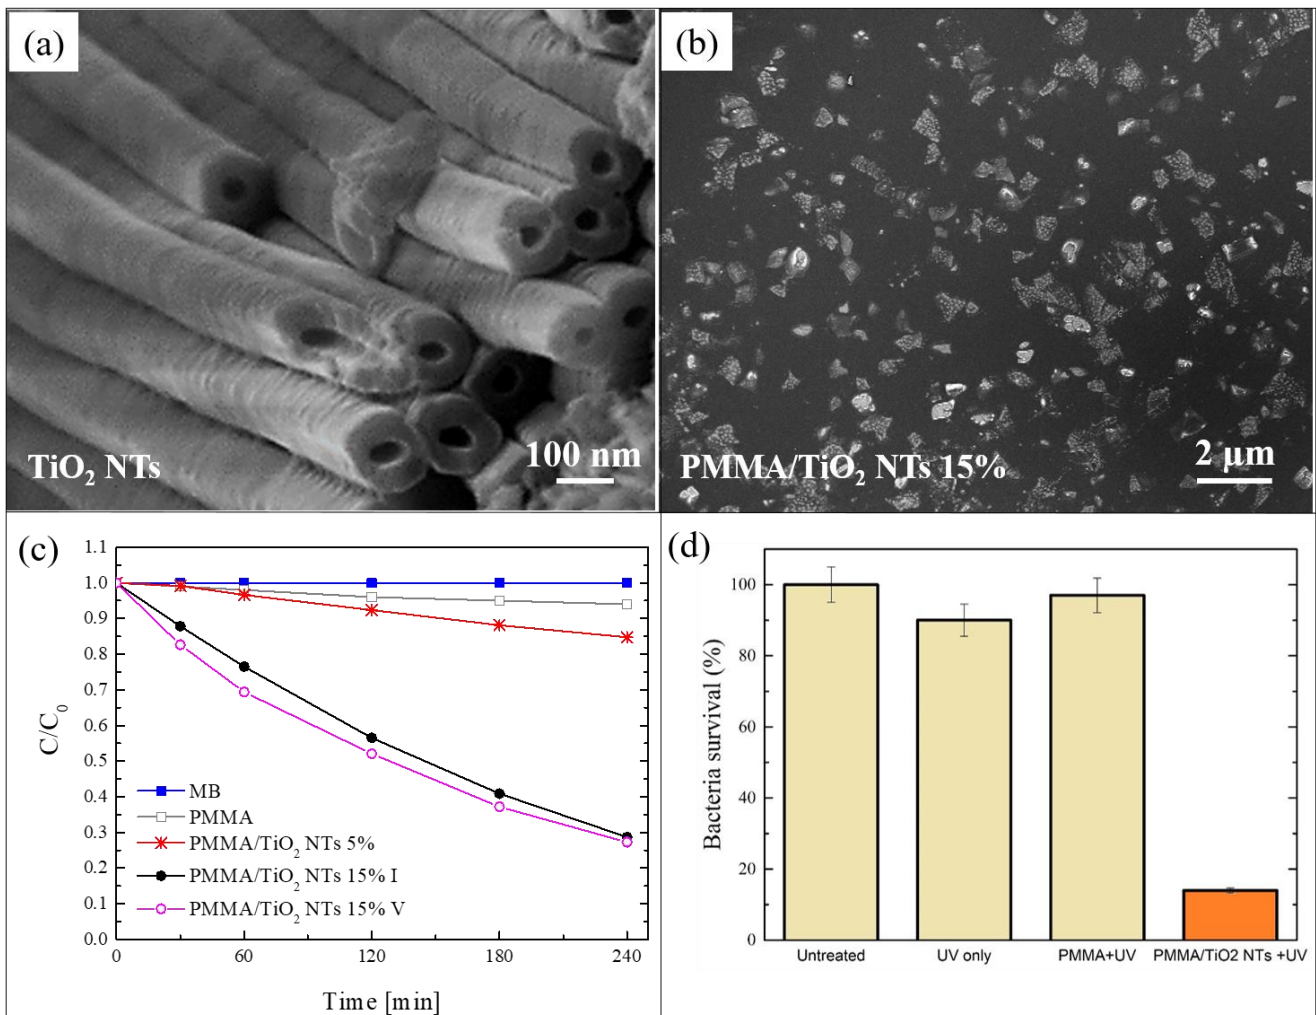 (a)
TiO₂ NTs
100 nm
(b)
PMMA/TiO₂ NTs 15%
2 μm
(c)
1.1
1.0
0.9
0.8
0.7
0.6
0.5
0.4
0.3
0.2
0.1
0.0
C/C₀
MB
PMMA
PMMA/TiO₂ NTs 5%
PMMA/TiO₂ NTs 15% I
PMMA/TiO₂ NTs 15% V
0 60 120 180 240
Time [min]
(d)
100
80
60
40
20
0
Bacteria survival (%)
Untreated UV only PMMA+UV PMMA/TiO2 NTs +UV